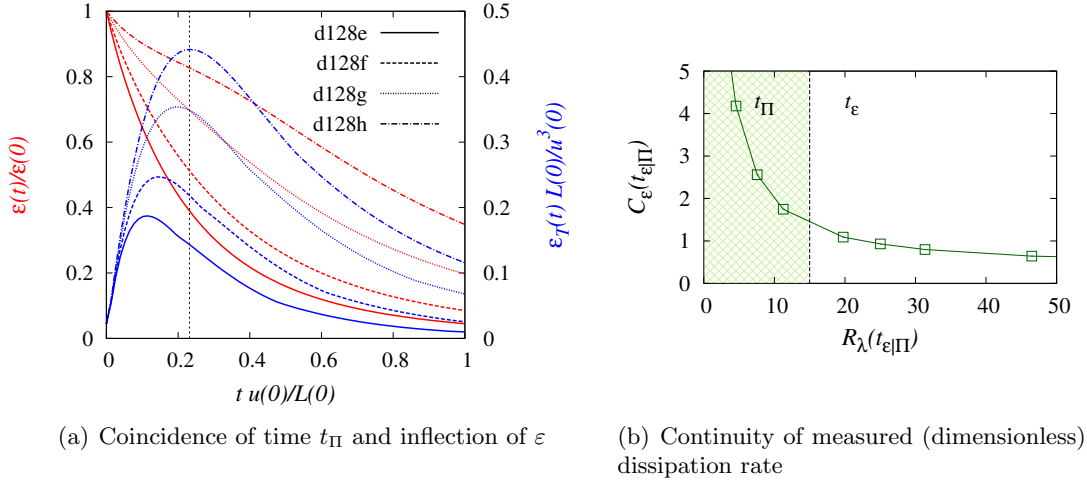 1
0.8
0.6
0.4
0.2
0
ε(t)/ε(0)
0 0.2 0.4 0.6 0.8 1
t u(0)/L(0)
0.5
0.4
0.3
0.2
0.1
0
ε_T(t) L(0)/u^3(0)
d128e
d128f
d128g
d128h
(a) Coincidence of time t_Π and inflection of ε
5
4
3
2
1
0
C_ε(t_ε|Π)
t_Π t_ε
0 10 20 30 40 50
R_λ(t_ε|Π)
(b) Continuity of measured (dimensionless)
dissipation rate